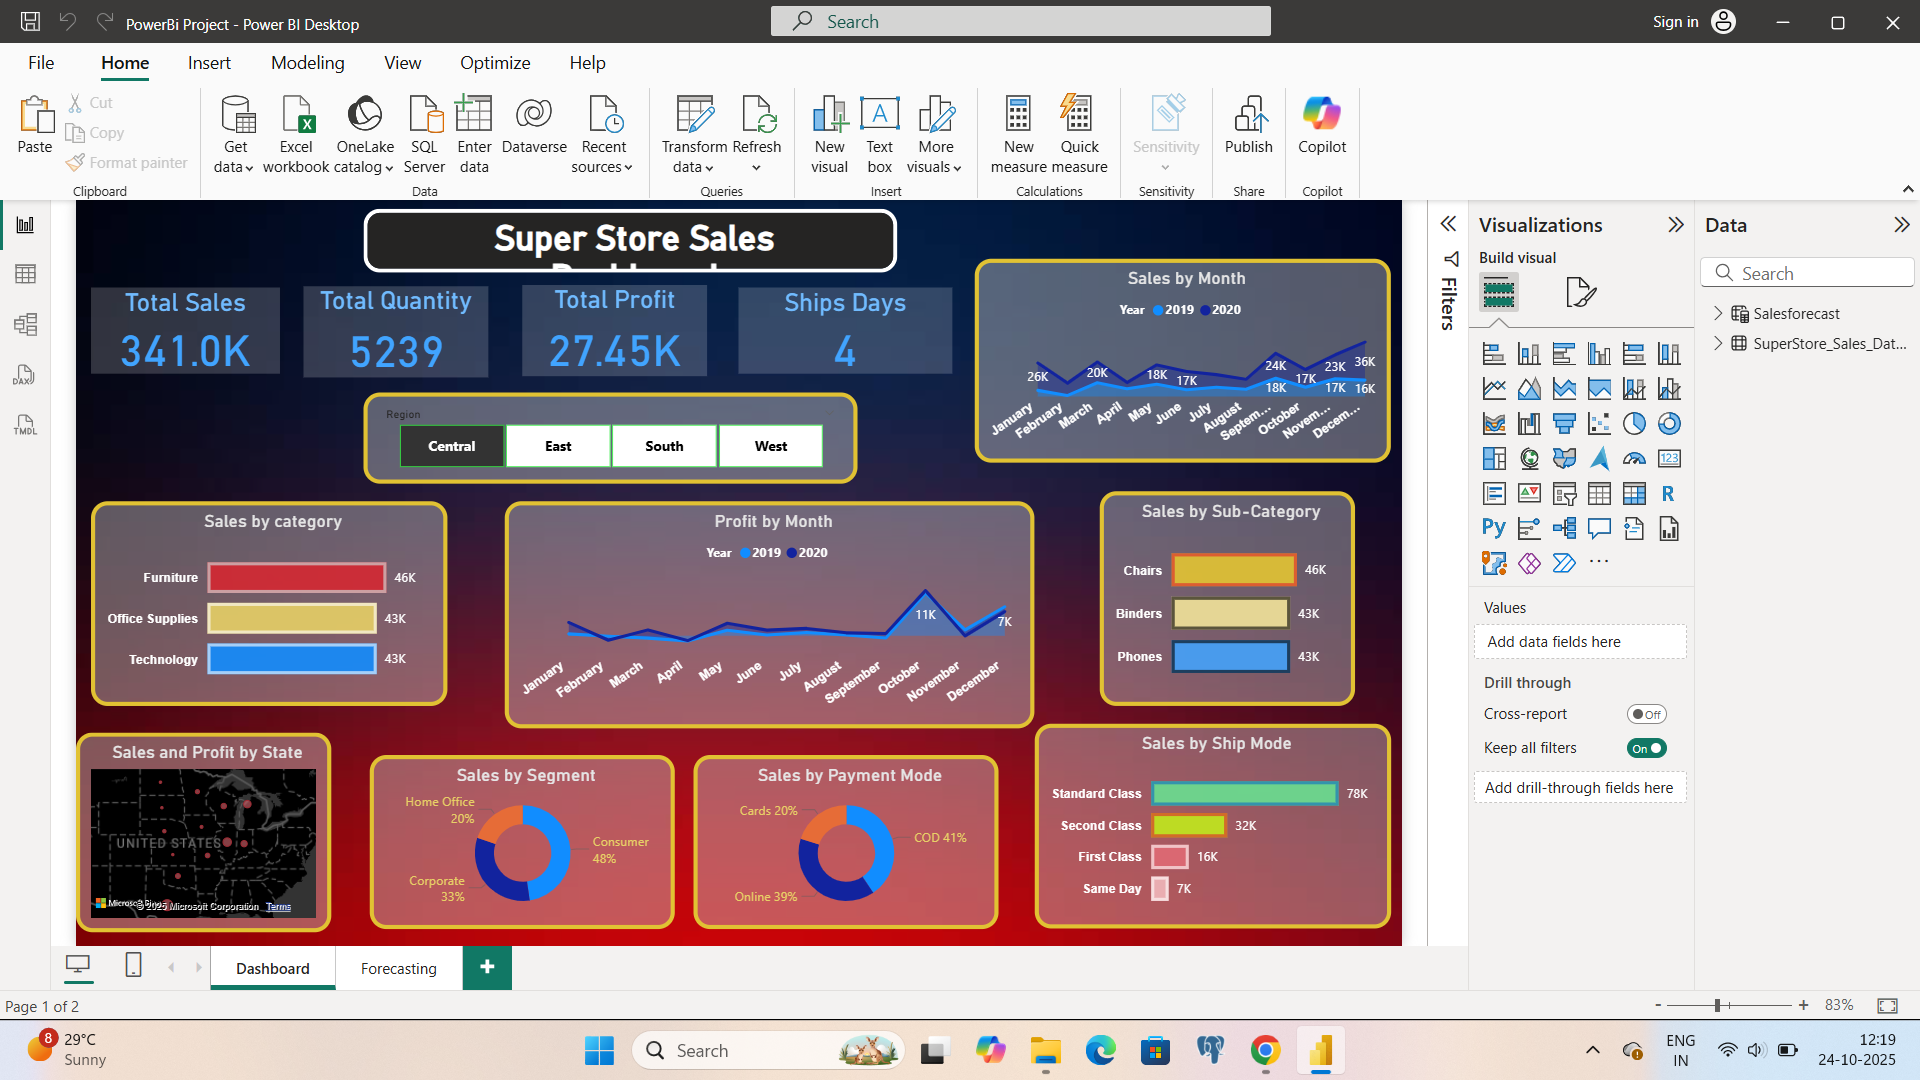 PowerBi Project - Power BI Desktop
Search
Sign in
File
Home
Insert
Modeling
View
Optimize
Help
Paste
Cut
Copy
Format painter
Clipboard
Get data
Excel workbook
OneLake catalog
SQL Server
Enter data
Dataverse
Recent sources
Data
Transform data
Refresh
Queries
New visual
Text box
More visuals
Insert
New measure
Quick measure
Calculations
Sensitivity
Sensitivity
Publish
Share
Copilot
Copilot
Super Store Sales
Total Sales
341.0K
Total Quantity
5239
Total Profit
27.45K
Ships Days
4
Region
Central
East
South
West
Sales by Month
Year 2019 2020
26K
20K
18K
17K
24K
18K
17K
23K
17K
36K
16K
January
February
March
April
May
June
July
August
Septem...
October
Novem...
Decem...
Sales by category
Furniture 46K
Office Supplies 43K
Technology 43K
Profit by Month
Year 2019 2020
11K
7K
January
February
March
April
May
June
July
August
September
October
November
December
Sales by Sub-Category
Chairs 46K
Binders 43K
Phones 43K
Sales and Profit by State
UNITED STATES
© 2025 Microsoft Corporation Terms
Sales by Segment
Home Office
20%
Consumer
48%
Corporate
33%
Sales by Payment Mode
Cards 20%
COD 41%
Online 39%
Sales by Ship Mode
Standard Class 78K
Second Class 32K
First Class 16K
Same Day 7K
Filters
Visualizations
Build visual
123
R
Py
Values
Add data fields here
Drill through
Cross-report
Off
Keep all filters
On
Add drill-through fields here
Data
Search
Salesforecast
SuperStore_Sales_Dat...
DAX
TMDL
Dashboard
Forecasting
Page 1 of 2
- + 83%
8
29°C
Sunny
Search
ENG
IN
12:19
24-10-2025